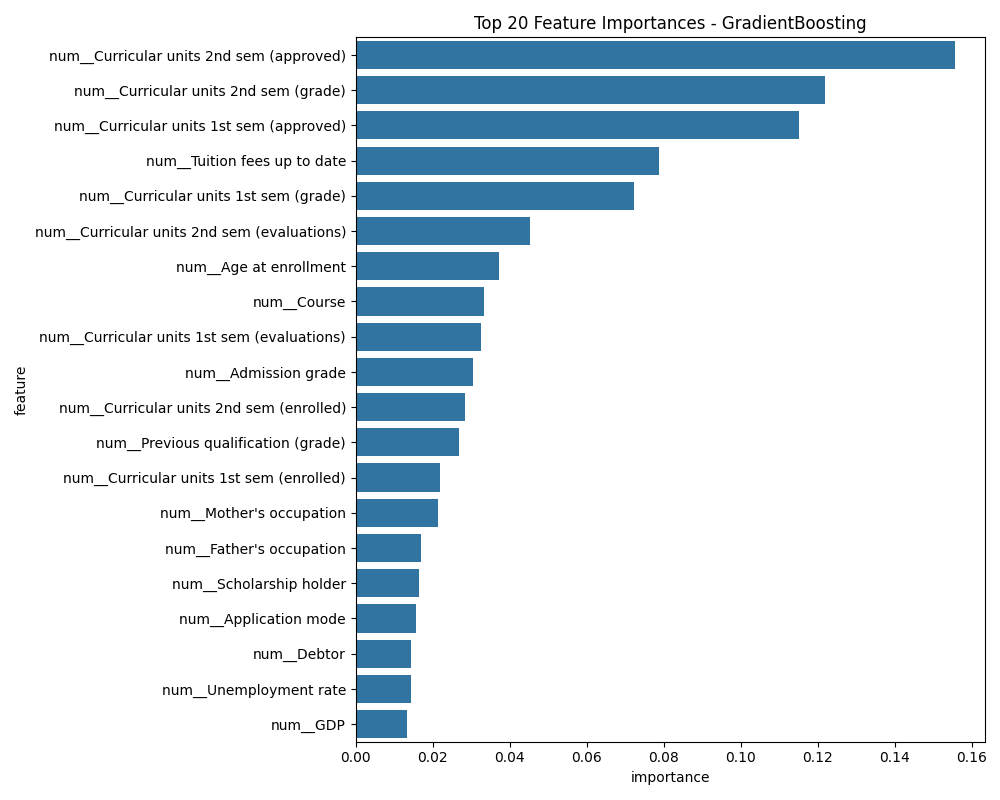 Top 20 Feature Importances - GradientBoosting
num__Curricular units 2nd sem (approved)
num__Curricular units 2nd sem (grade)
num__Curricular units 1st sem (approved)
num__Tuition fees up to date
num__Curricular units 1st sem (grade)
num__Curricular units 2nd sem (evaluations)
num__Age at enrollment
num__Course
num__Curricular units 1st sem (evaluations)
num__Admission grade
num__Curricular units 2nd sem (enrolled)
num__Previous qualification (grade)
num__Curricular units 1st sem (enrolled)
num__Mother's occupation
num__Father's occupation
num__Scholarship holder
num__Application mode
num__Debtor
num__Unemployment rate
num__GDP
feature
0.00 0.02 0.04 0.06 0.08 0.10 0.12 0.14 0.16
importance